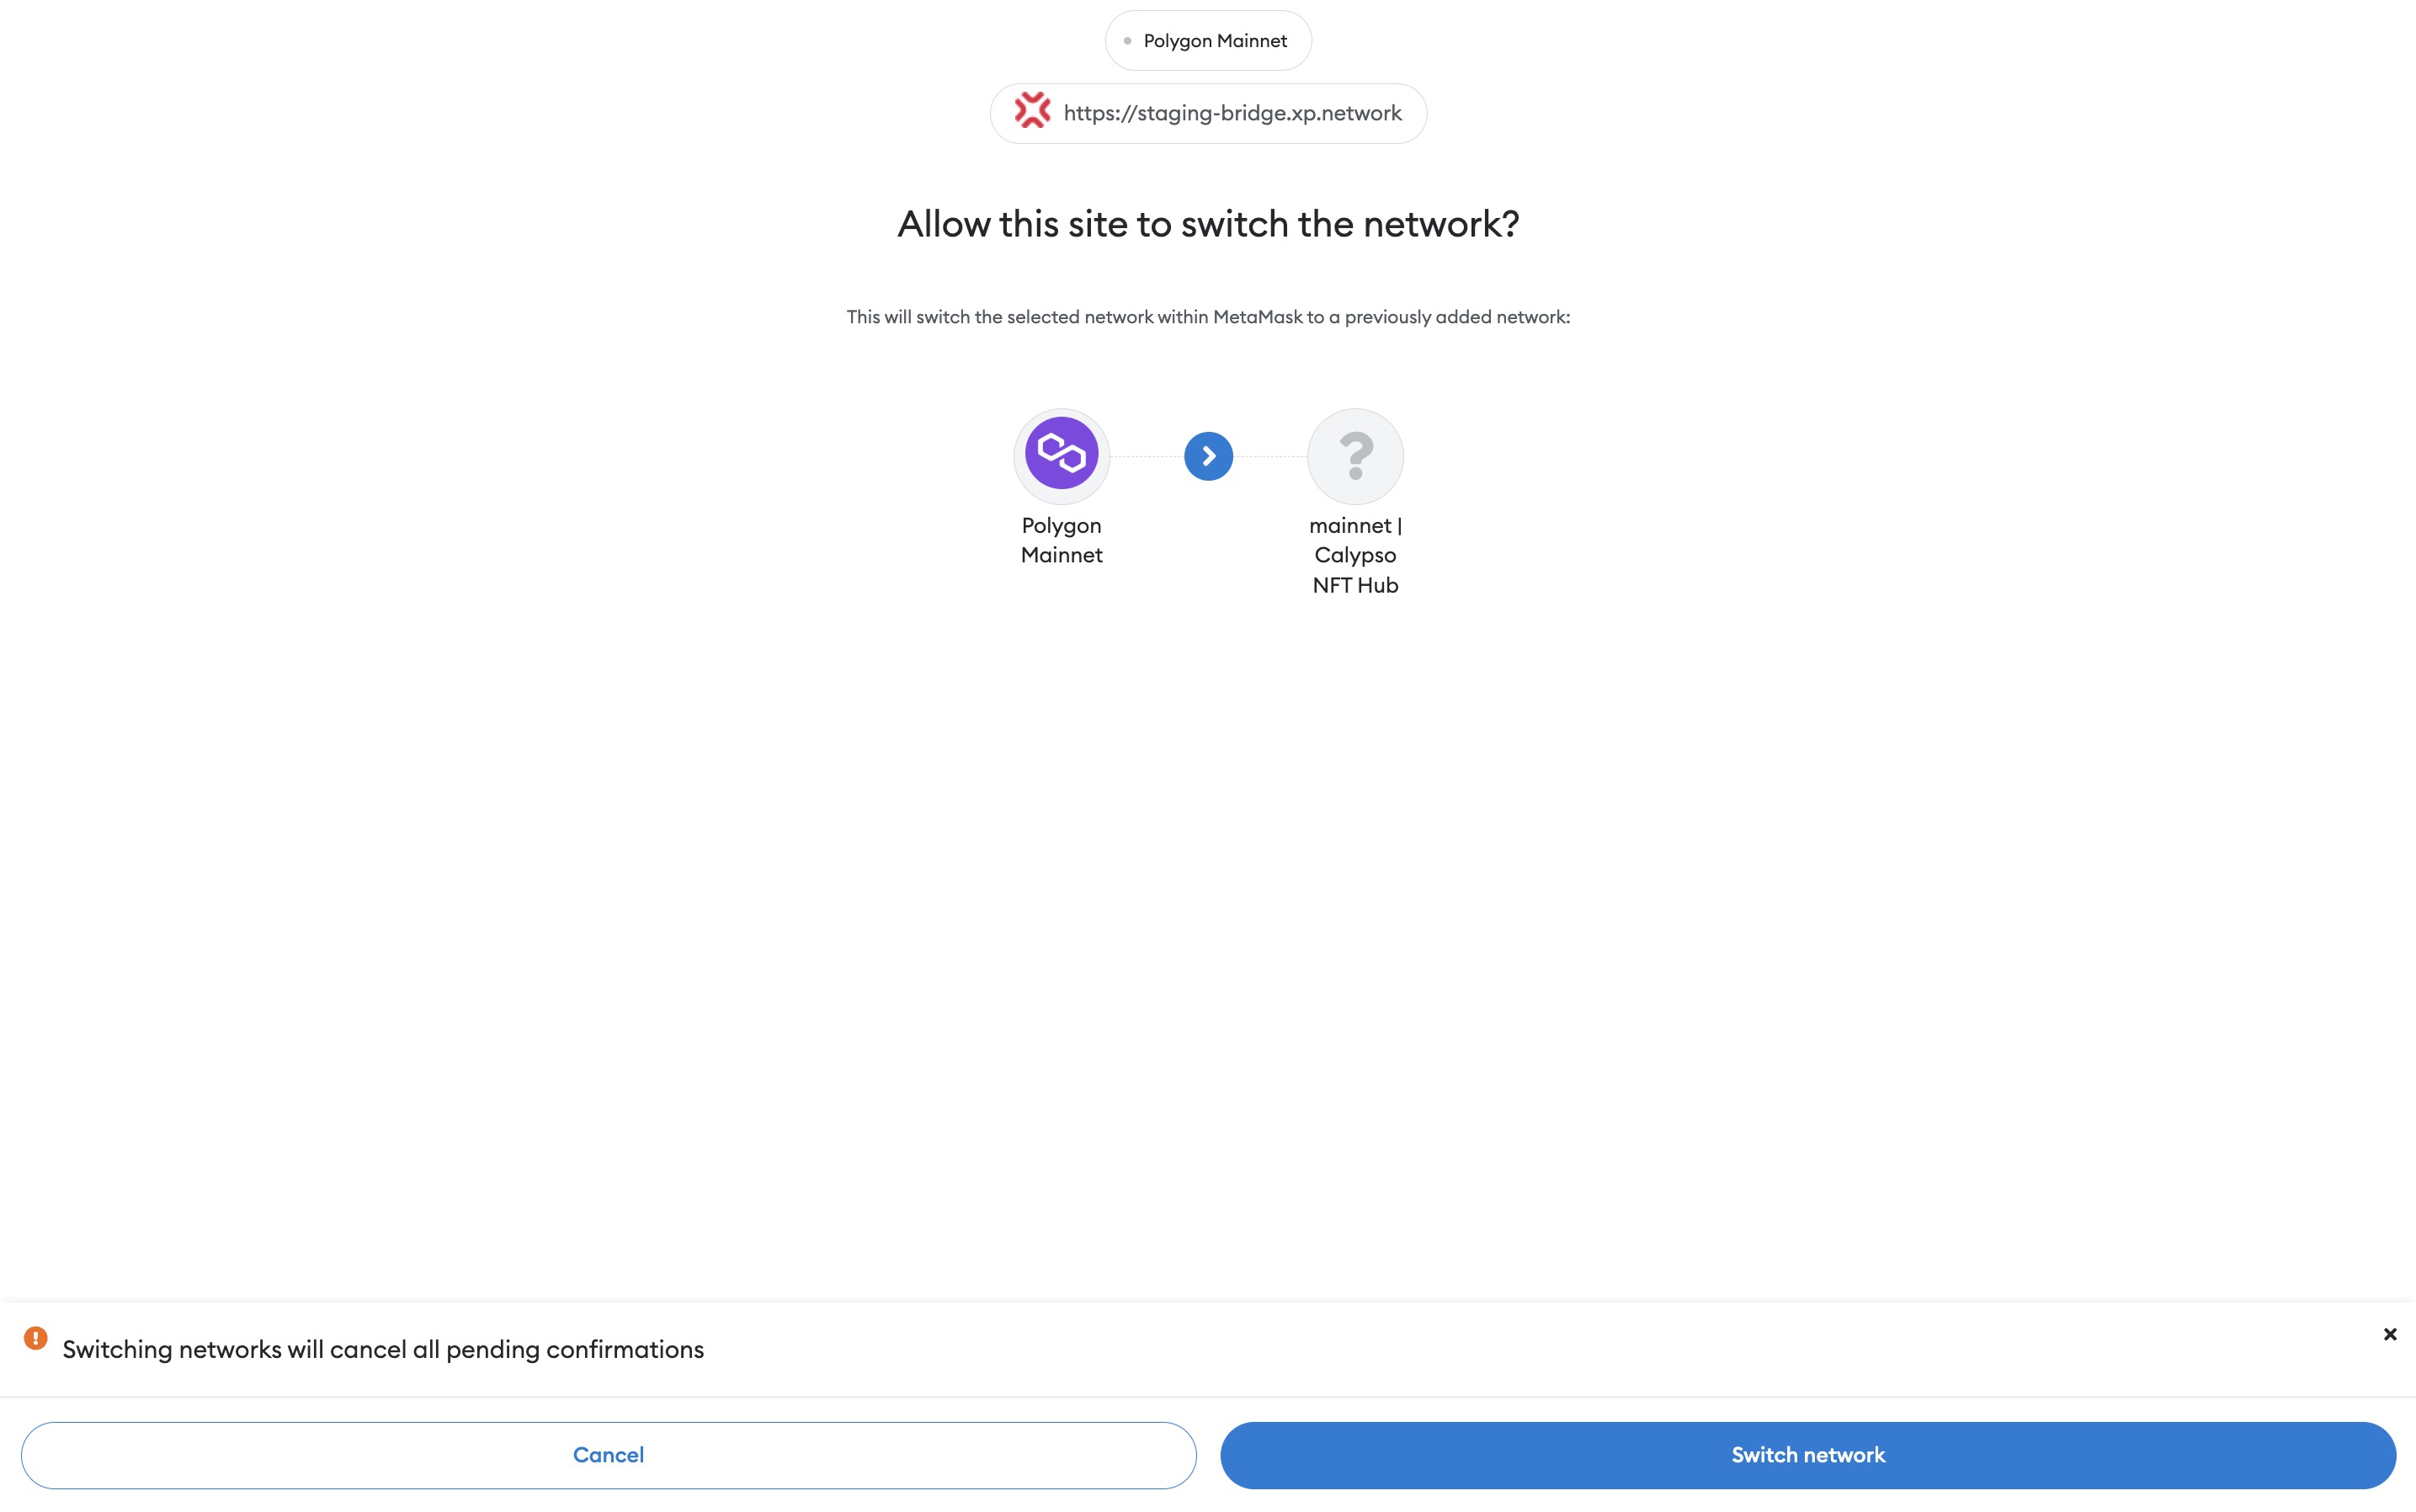 Polygon Mainnet
https://staging-bridge.xp.network
Allow this site to switch the network?
This will switch the selected network within MetaMask to a previously added network:
?
Polygon
Mainnet
mainnet |
Calypso
NFT Hub
Switching networks will cancel all pending confirmations
Cancel
Switch network